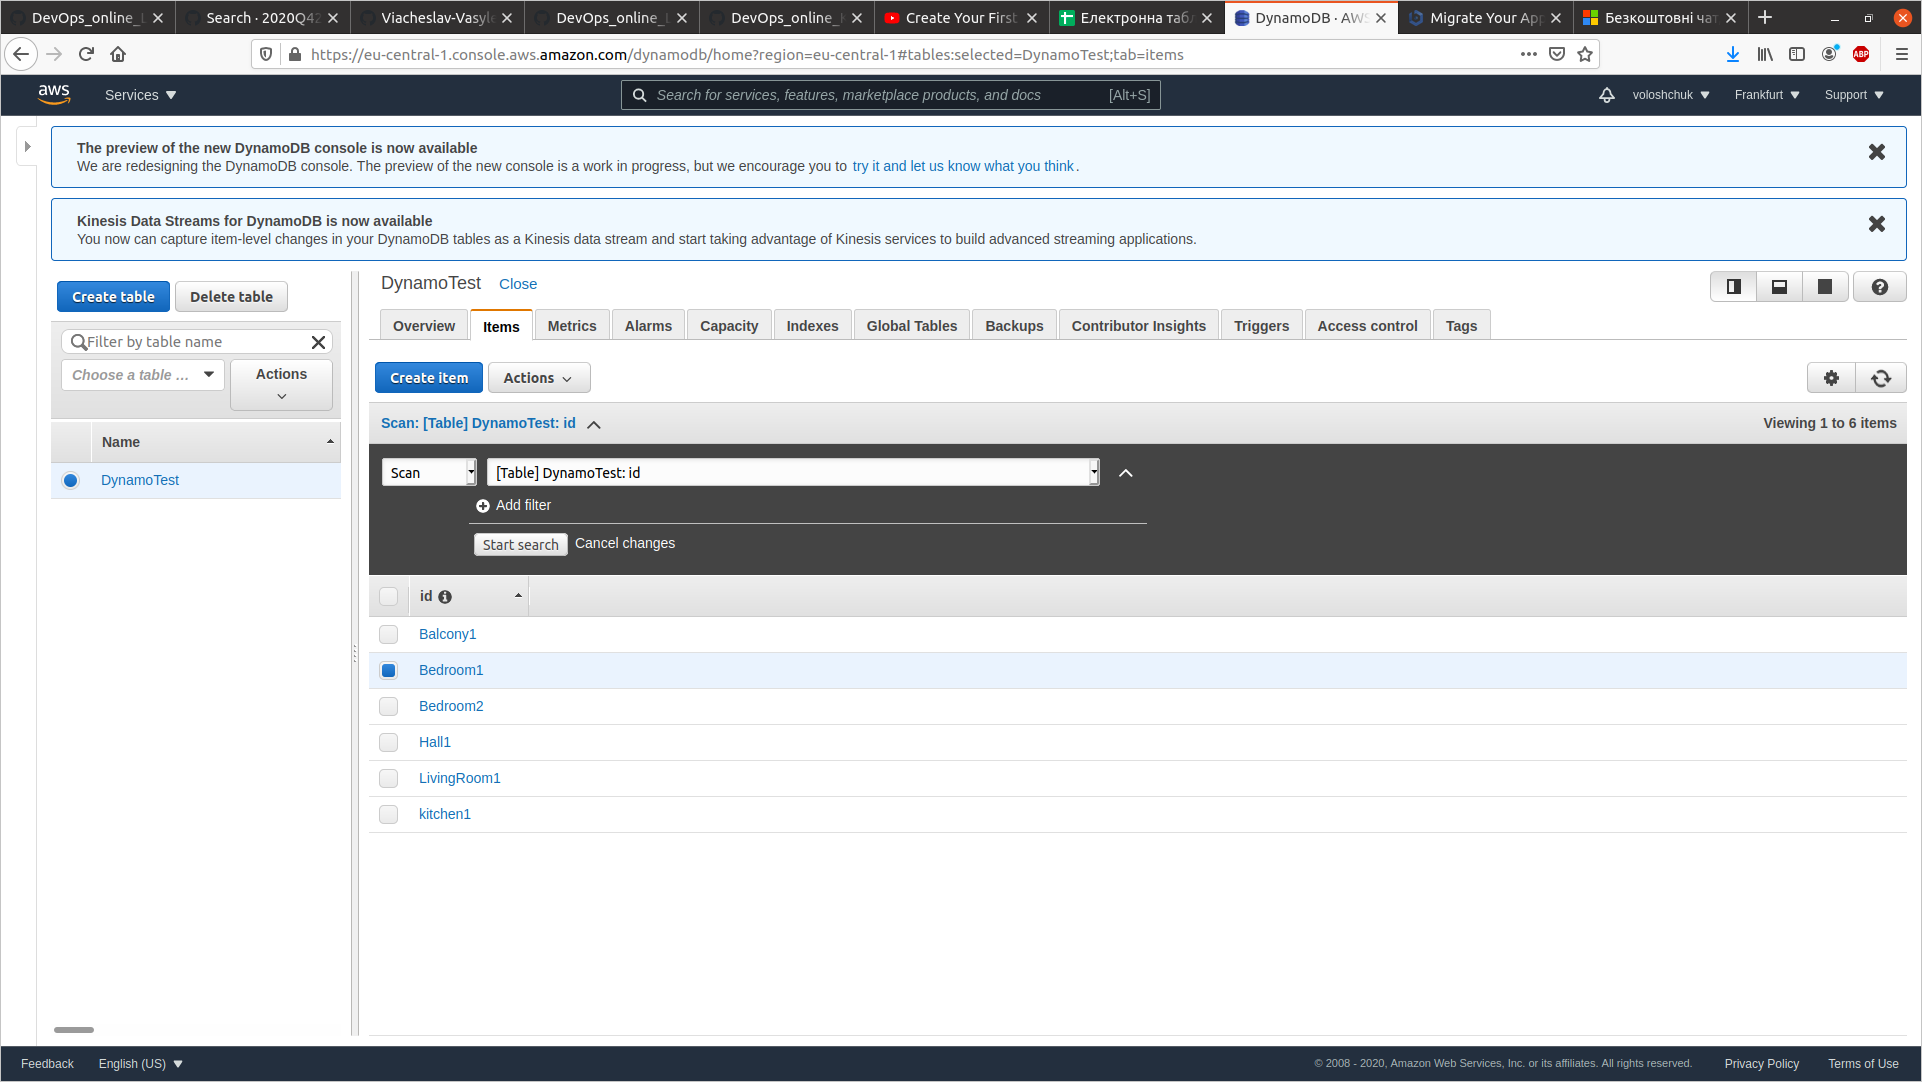 DevOps_online_L
Search · 2020Q42
Viacheslav-Vasyle
DevOps_online_L
DevOps_online_K
Create Your First
Електронна табл
DynamoDB · AWS
Migrate Your App
Безкоштовні чат
https://eu-central-1.console.aws.amazon.com/dynamodb/home?region=eu-central-1#tables:selected=DynamoTest;tab=items
ABP
aws
Services
Search for services, features, marketplace products, and docs
[Alt+S]
voloshchuk
Frankfurt
Support
The preview of the new DynamoDB console is now available
We are redesigning the DynamoDB console. The preview of the new console is a work in progress, but we encourage you to try it and let us know what you think.
Kinesis Data Streams for DynamoDB is now available
You now can capture item-level changes in your DynamoDB tables as a Kinesis data stream and start taking advantage of Kinesis services to build advanced streaming applications.
Create table
Delete table
Filter by table name
Choose a table ...
Actions
Name
DynamoTest
DynamoTest
Close
Overview
Items
Metrics
Alarms
Capacity
Indexes
Global Tables
Backups
Contributor Insights
Triggers
Access control
Tags
Create item
Actions
Scan: [Table] DynamoTest: id
Viewing 1 to 6 items
Scan
[Table] DynamoTest: id
Add filter
Start search
Cancel changes
id
Balcony1
Bedroom1
Bedroom2
Hall1
LivingRoom1
kitchen1
Feedback
English (US)
© 2008 - 2020, Amazon Web Services, Inc. or its affiliates. All rights reserved.
Privacy Policy
Terms of Use